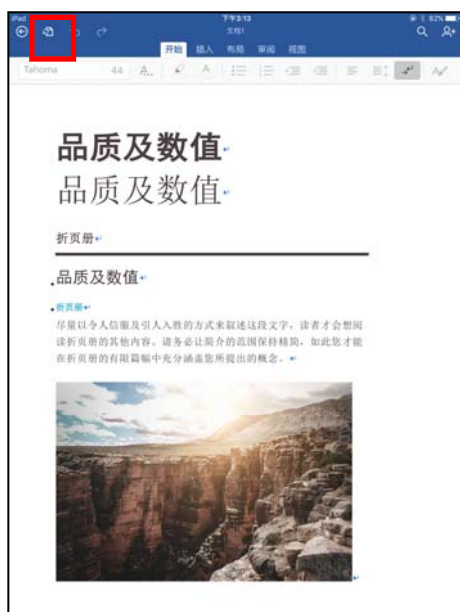 iPad
下午3:13
82%
文档1
开始 插入 布局 审阅 视图
Tahoma 44 A...
品质及数值
品质及数值
折页册
品质及数值
折页册
尽量以令人信服及引人入胜的方式来叙述这段文字，读者才会想阅
读折页册的其他内容。请务必让简介的范围保持精简，如此您才能
在折页册的有限篇幅中充分涵盖您所提出的概念。